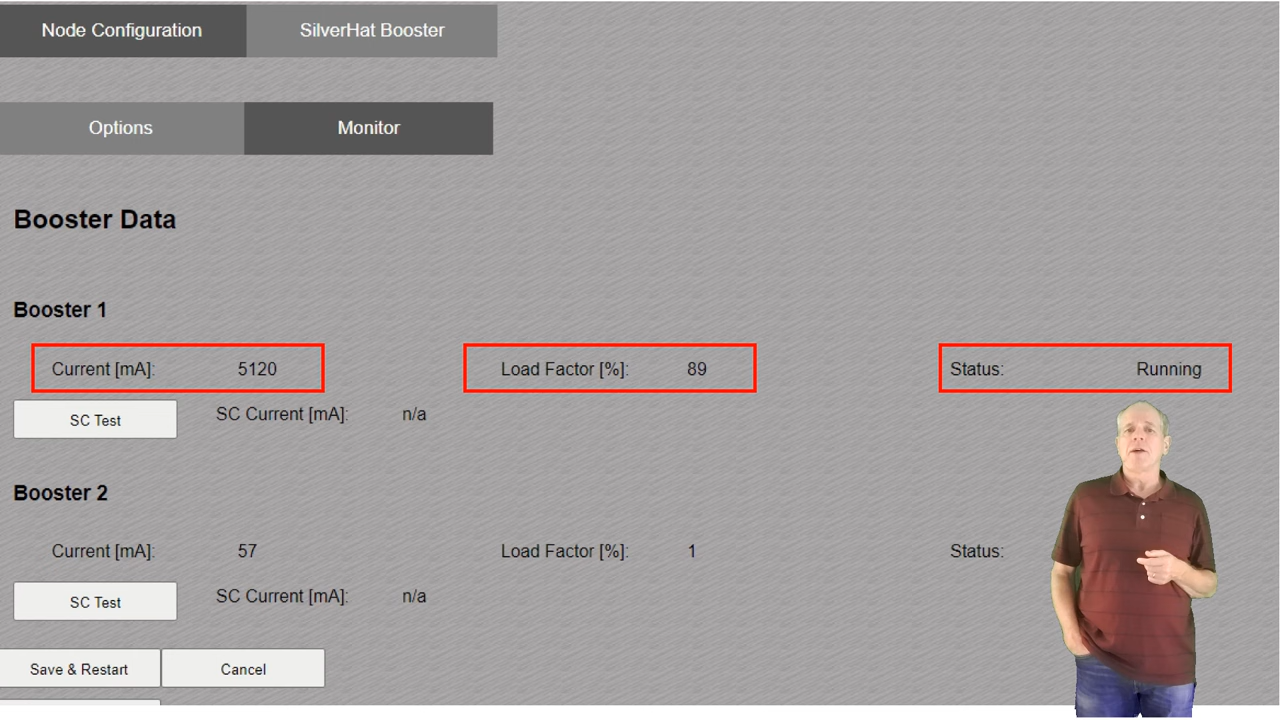 Node Configuration SilverHat Booster
Options Monitor
Booster Data
Booster 1
Current [mA]: 5120 Load Factor [%]: 89 Status: Running
SC Test SC Current [mA]: n/a
Booster 2
Current [mA]: 57 Load Factor [%]: 1 Status:
SC Test SC Current [mA]: n/a
Save & Restart Cancel